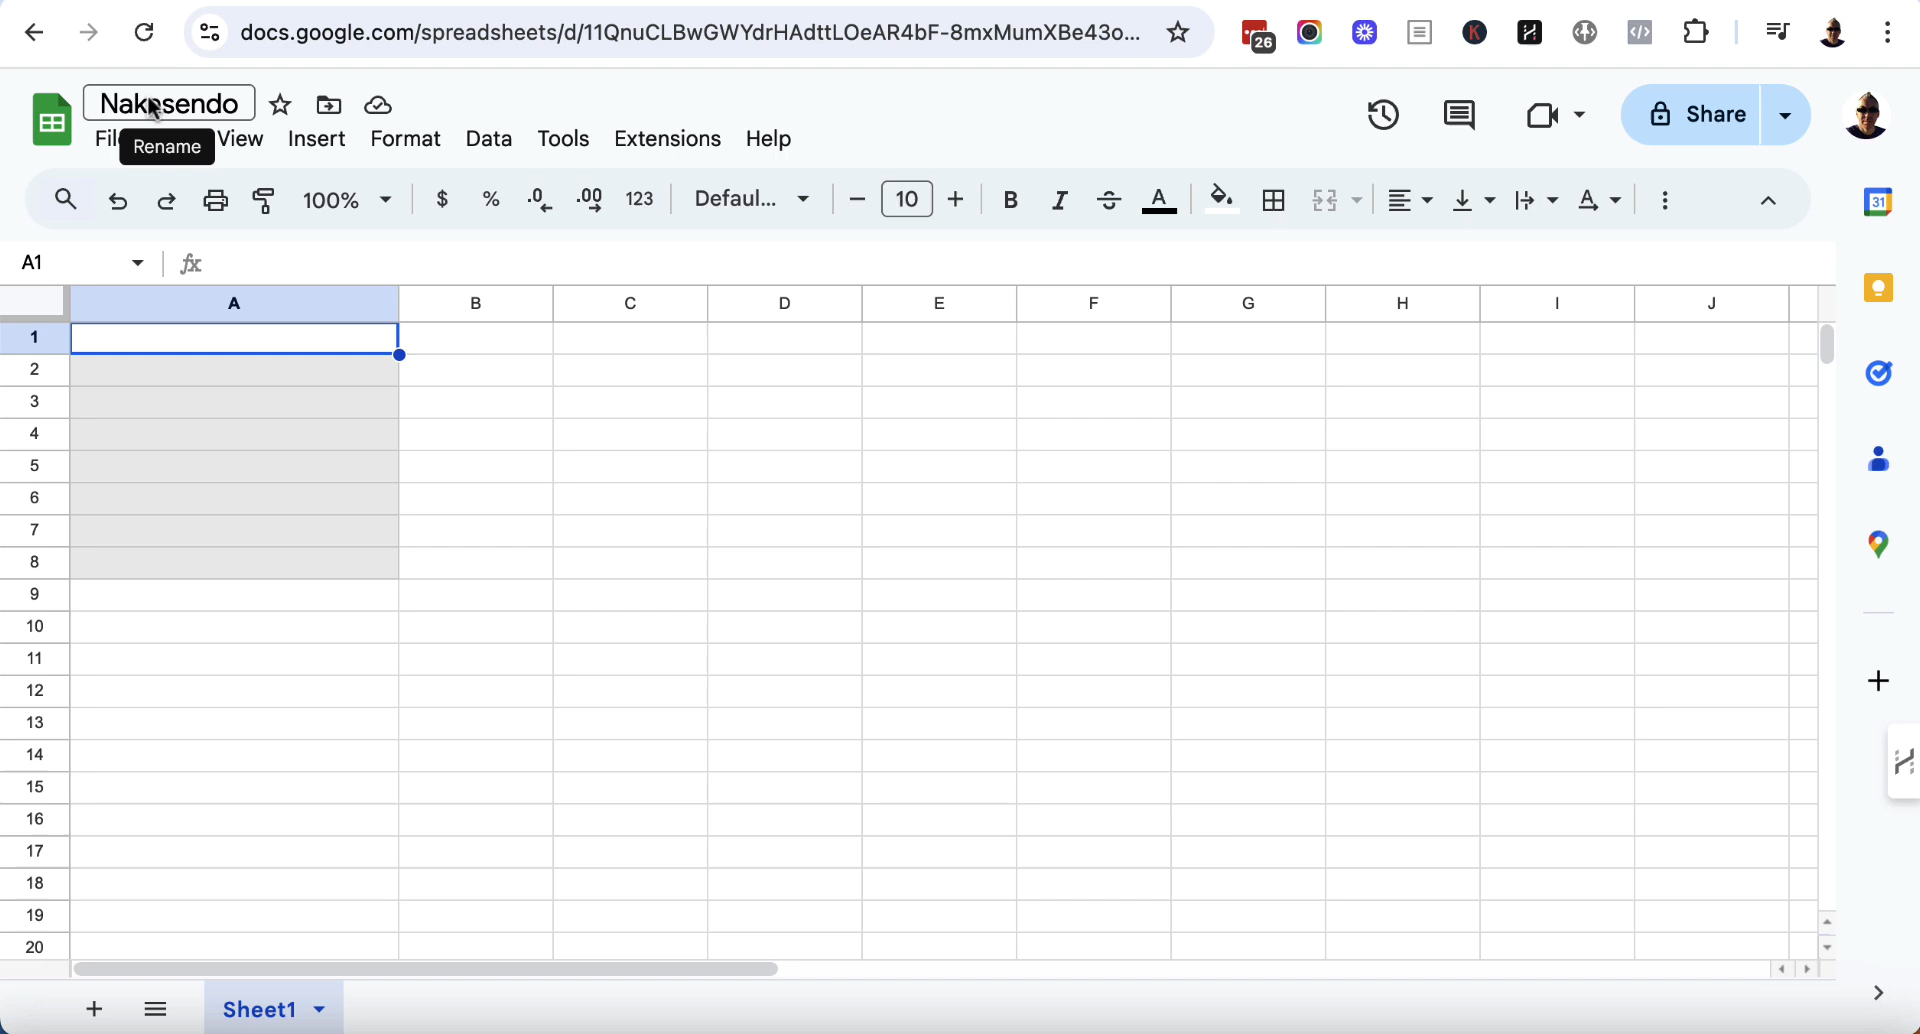 docs.google.com/spreadsheets/d/11QnuCLBwGWYdrHAdttLOeAR4bF-8mxMumXBe43o...
26
K
Nakasendo
File View Insert Format Data Tools Extensions Help
Rename
Share
100% $ % .0 .00 123 Defaul... 10 B I A A
31
A1 fx
A B C D E F G H I J
1
2
3
4
5
6
7
8
9
10
11
12
13
14
15
16
17
18
19
20
Sheet1